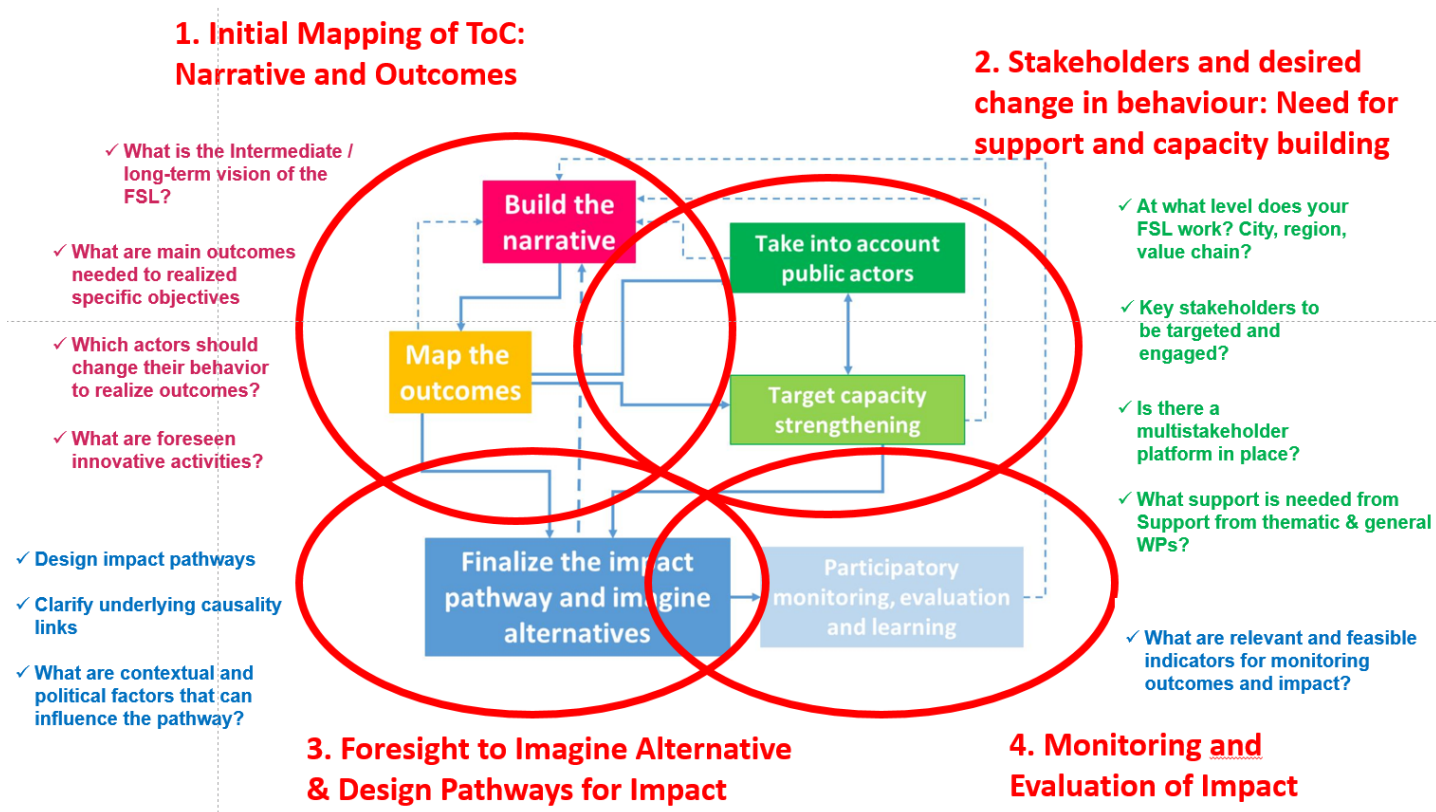 1. Initial Mapping of ToC:
Narrative and Outcomes
2. Stakeholders and desired
change in behaviour: Need for
support and capacity building
✓ What is the Intermediate /
long-term vision of the
FSL?
✓ What are main outcomes
needed to realized
specific objectives
✓ Which actors should
change their behavior
to realize outcomes?
✓ What are foreseen
innovative activities?
Build the
narrative
Take into account
public actors
Map the
outcomes
Target capacity
strengthening
✓ At what level does your
FSL work? City, region,
value chain?
✓ Key stakeholders to
be targeted and
engaged?
✓ Is there a
multistakeholder
platform in place?
✓ What support is needed from
Support from thematic & general
WPs?
✓ Design impact pathways
✓ Clarify underlying causality
links
✓ What are contextual and
political factors that can
influence the pathway?
Finalize the impact
pathway and imagine
alternatives
Participatory
monitoring, evaluation
and learning
✓ What are relevant and feasible
indicators for monitoring
outcomes and impact?
3. Foresight to Imagine Alternative
& Design Pathways for Impact
4. Monitoring and
Evaluation of Impact